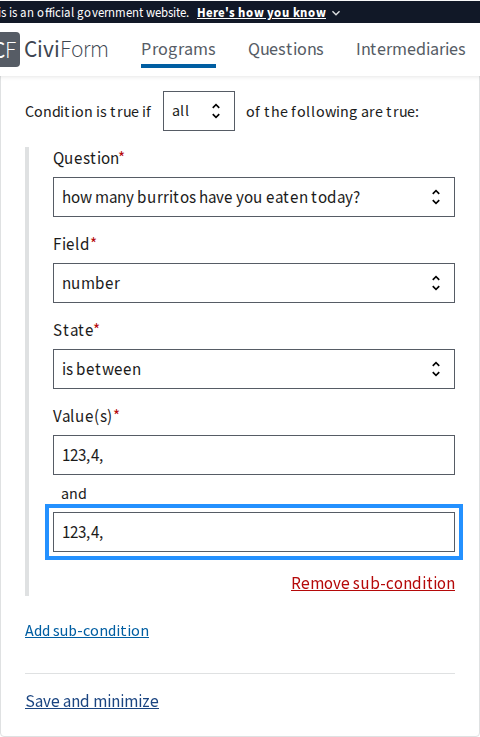 is is an official government website. Here's how you know
CF CiviForm Programs Questions Intermediaries
Condition is true if all of the following are true:
Question*
how many burritos have you eaten today?
Field*
number
State*
is between
Value(s)*
123,4,
and
123,4,
Remove sub-condition
Add sub-condition
Save and minimize